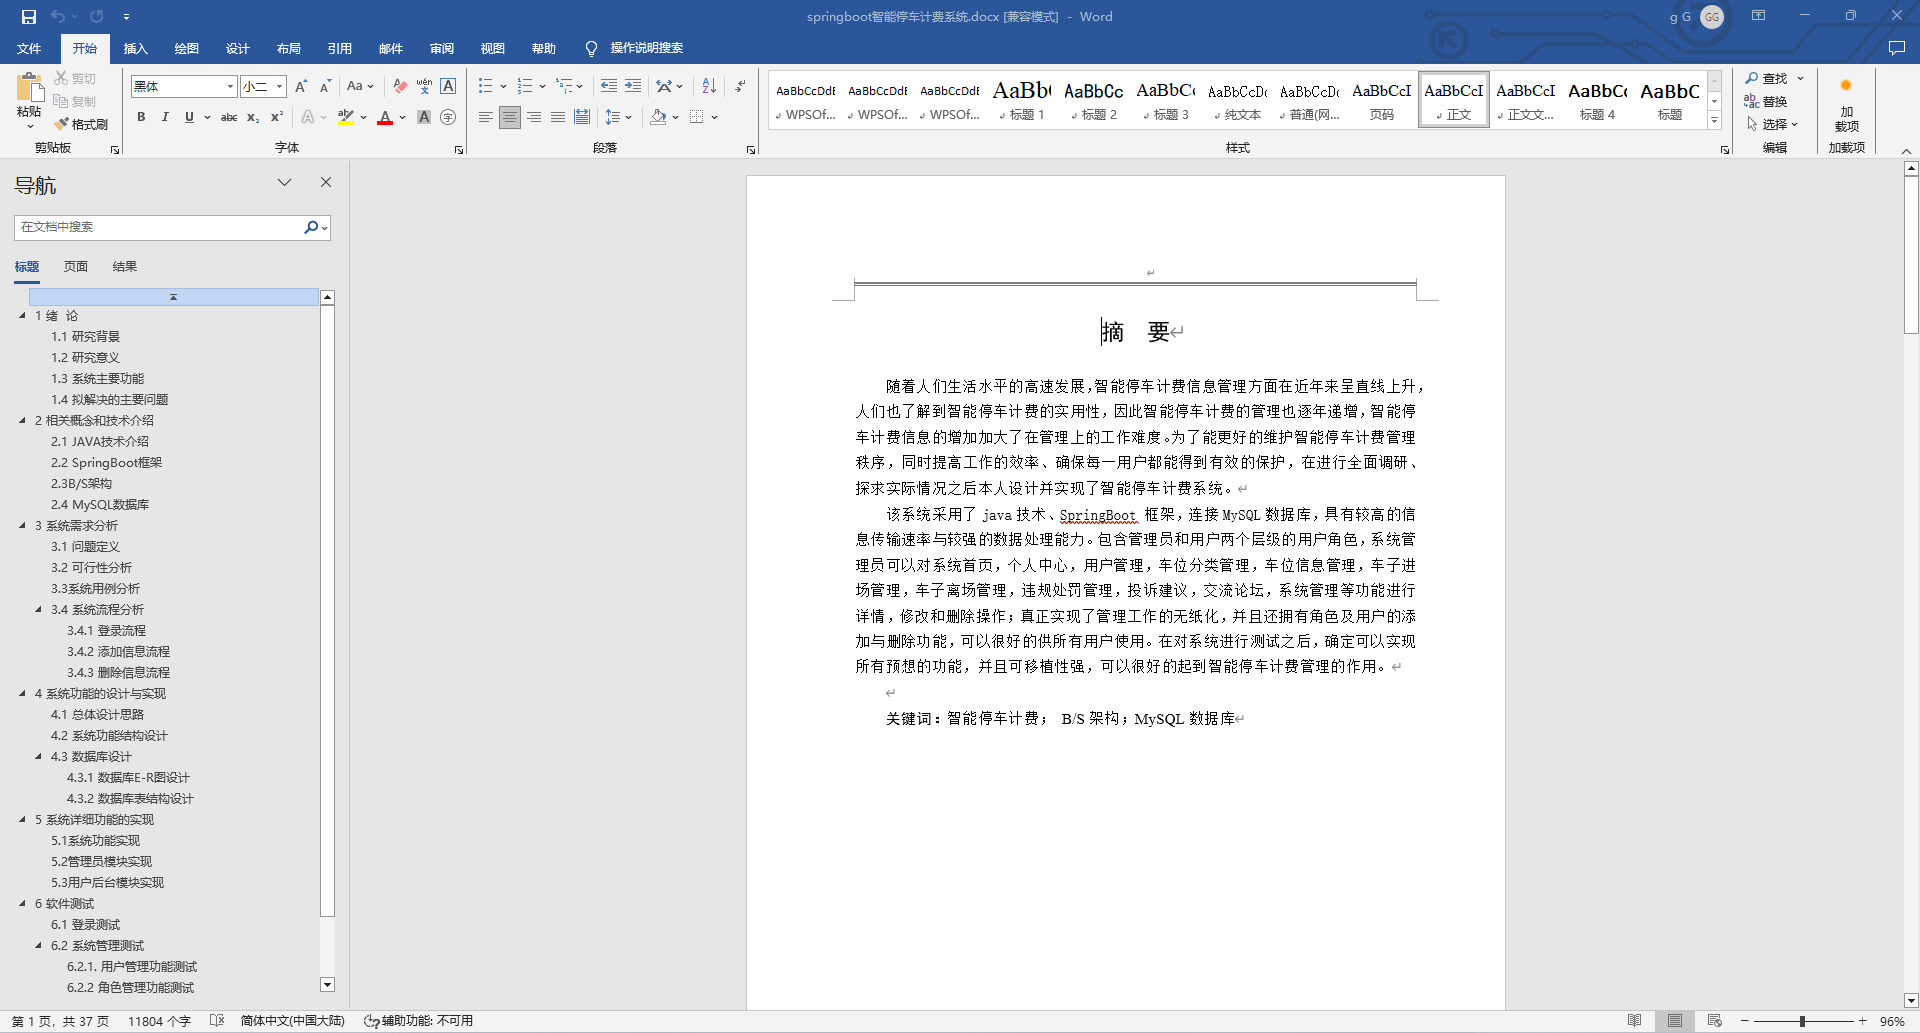 springboot智能停车计费系统.docx [兼容模式] - Word
g G
GG
文件 开始 插入 绘图 设计 布局 引用 邮件 审阅 视图 帮助 操作说明搜索
粘贴
剪切
复制
格式刷
剪贴板
黑体 小二
字体
段落
AaBbCcDdE AaBbCcDdE AaBbCcDdE AaBb( AaBbCc AaBbC( AaBbCcD( AaBbCcD( AaBbCcI AaBbCcI AaBbCcI AaBbC( AaBbC
WPSOf... WPSOf... WPSOf... 标题 1 标题 2 标题 3 纯文本 普通(网... 页码 正文 正文文... 标题 4 标题
样式
查找
替换
选择
编辑
加
载项
加载项
导航
在文档中搜索
标题 页面 结果
1 绪 论
1.1 研究背景
1.2 研究意义
1.3 系统主要功能
1.4 拟解决的主要问题
2 相关概念和技术介绍
2.1 JAVA技术介绍
2.2 SpringBoot框架
2.3B/S架构
2.4 MySQL数据库
3 系统需求分析
3.1 问题定义
3.2 可行性分析
3.3系统用例分析
3.4 系统流程分析
3.4.1 登录流程
3.4.2 添加信息流程
3.4.3 删除信息流程
4 系统功能的设计与实现
4.1 总体设计思路
4.2 系统功能结构设计
4.3 数据库设计
4.3.1 数据库E-R图设计
4.3.2 数据库表结构设计
5 系统详细功能的实现
5.1系统功能实现
5.2管理员模块实现
5.3用户后台模块实现
6 软件测试
6.1 登录测试
6.2 系统管理测试
6.2.1. 用户管理功能测试
6.2.2 角色管理功能测试
摘 要
随着人们生活水平的高速发展，智能停车计费信息管理方面在近年来呈直线上升，
人们也了解到智能停车计费的实用性，因此智能停车计费的管理也逐年递增，智能停
车计费信息的增加加大了在管理上的工作难度。为了能更好的维护智能停车计费管理
秩序，同时提高工作的效率、确保每一用户都能得到有效的保护，在进行全面调研、
探求实际情况之后本人设计并实现了智能停车计费系统。
该系统采用了 java 技术、SpringBoot 框架，连接 MySQL 数据库，具有较高的信
息传输速率与较强的数据处理能力。包含管理员和用户两个层级的用户角色，系统管
理员可以对系统首页，个人中心，用户管理，车位分类管理，车位信息管理，车子进
场管理，车子离场管理，违规处罚管理，投诉建议，交流论坛，系统管理等功能进行
详情，修改和删除操作；真正实现了管理工作的无纸化，并且还拥有角色及用户的添
加与删除功能，可以很好的供所有用户使用。在对系统进行测试之后，确定可以实现
所有预想的功能，并且可移植性强，可以很好的起到智能停车计费管理的作用。
关键词：智能停车计费； B/S 架构；MySQL 数据库
第 1 页，共 37 页 11804 个字 简体中文(中国大陆) 辅助功能: 不可用 96%